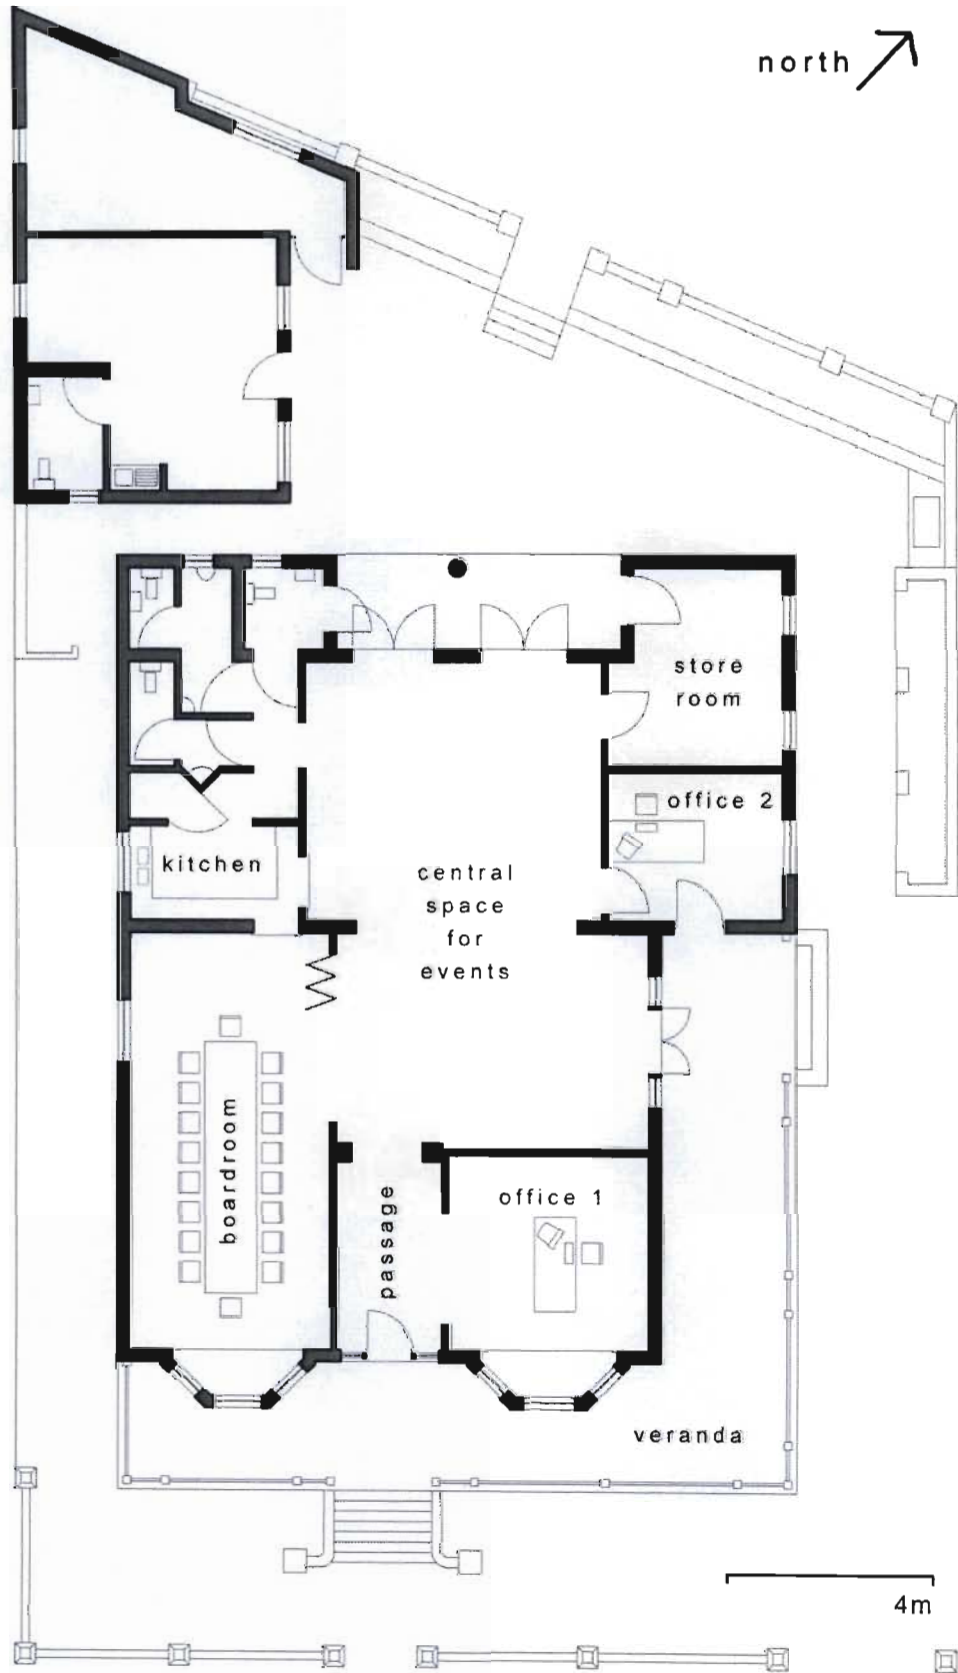 north
store
room
office 2
kitchen
central
space
for
events
boardroom
passage
office 1
veranda
4m